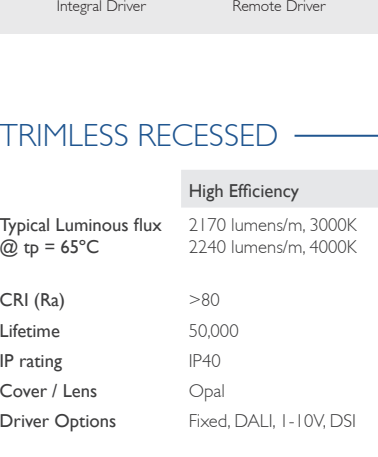 Integral Driver Remote Driver
TRIMLESS RECESSED
High Efficiency
Typical Luminous flux 2170 lumens/m, 3000K
@ tp = 65ºC 2240 lumens/m, 4000K
CRI (Ra) >80
Lifetime 50,000
IP rating IP40
Cover / Lens Opal
Driver Options Fixed, DALI, 1-10V, DSI